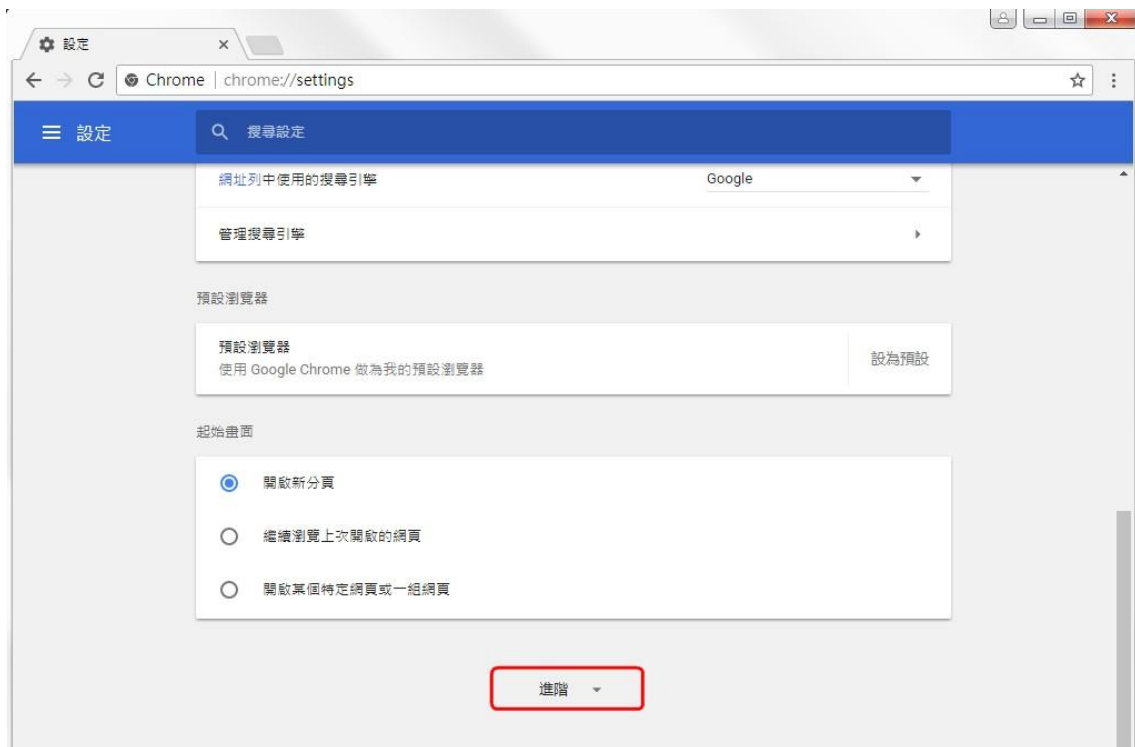 設定
Chrome | chrome://settings
設定
搜尋設定
網址列中使用的搜尋引擎
Google
管理搜尋引擎
預設瀏覽器
預設瀏覽器
使用 Google Chrome 做為我的預設瀏覽器
設為預設
起始畫面
開啟新分頁
繼續瀏覽上次開啟的網頁
開啟某個特定網頁或一組網頁
進階